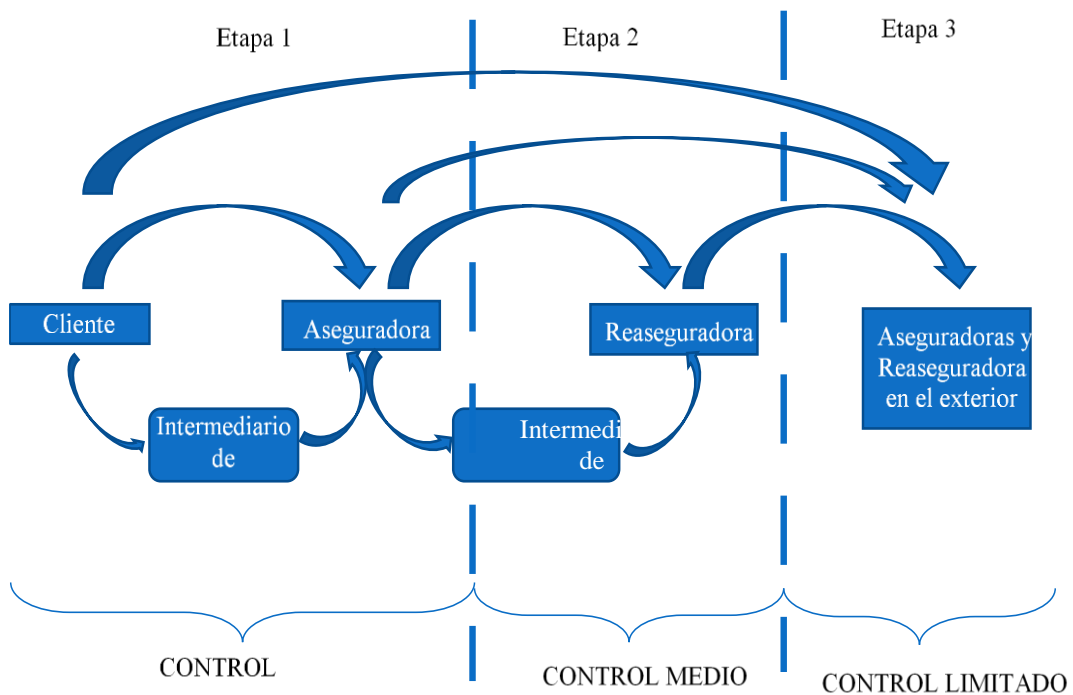 Etapa 1
Etapa 2
Etapa 3
Cliente
Aseguradora
Reaseguradora
Aseguradoras y
Reaseguradora
en el exterior
Intermediario
de
Intermedi
de
CONTROL
CONTROL MEDIO
CONTROL LIMITADO